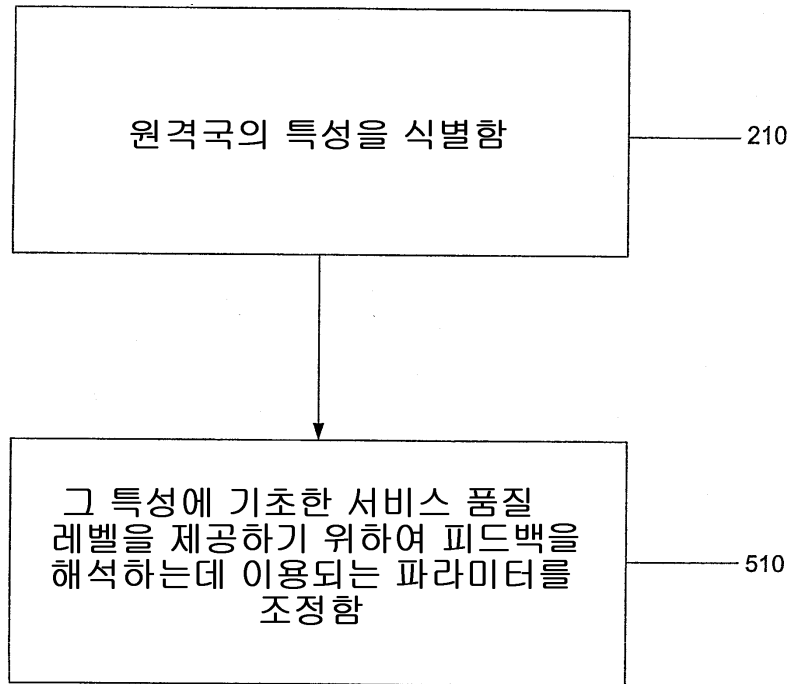 원격국의 특성을 식별함
210
그 특성에 기초한 서비스 품질
레벨을 제공하기 위하여 피드백을
해석하는데 이용되는 파라미터를
조정함
510